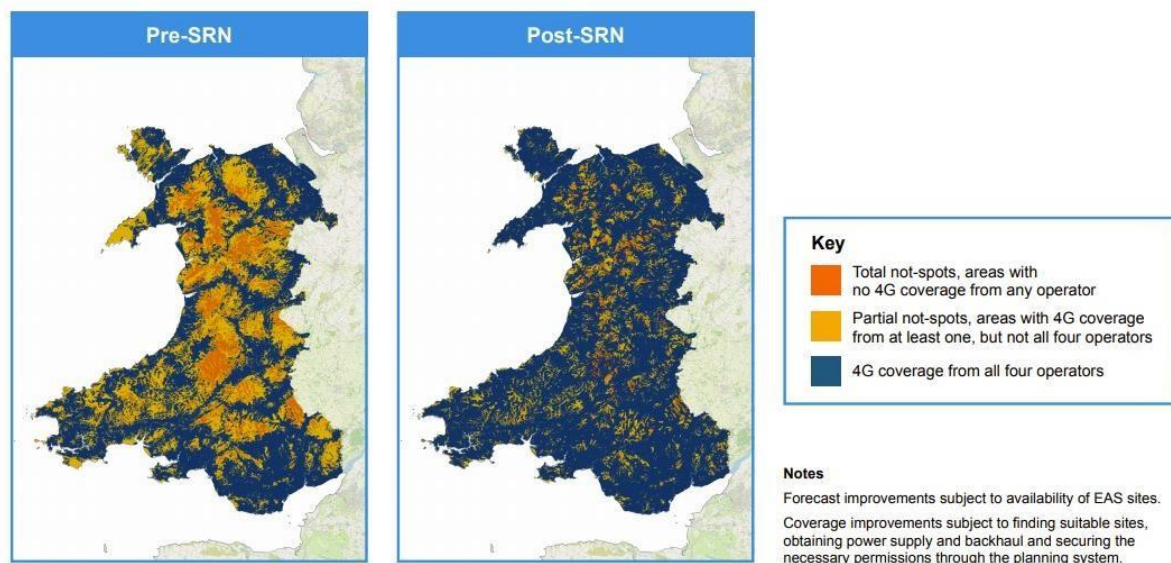 Pre-SRN
Post-SRN
Key
Total not-spots, areas with
no 4G coverage from any operator
Partial not-spots, areas with 4G coverage
from at least one, but not all four operators
4G coverage from all four operators
Notes
Forecast improvements subject to availability of EAS sites.
Coverage improvements subject to finding suitable sites,
obtaining power supply and backhaul and securing the
necessary permissions through the planning system.